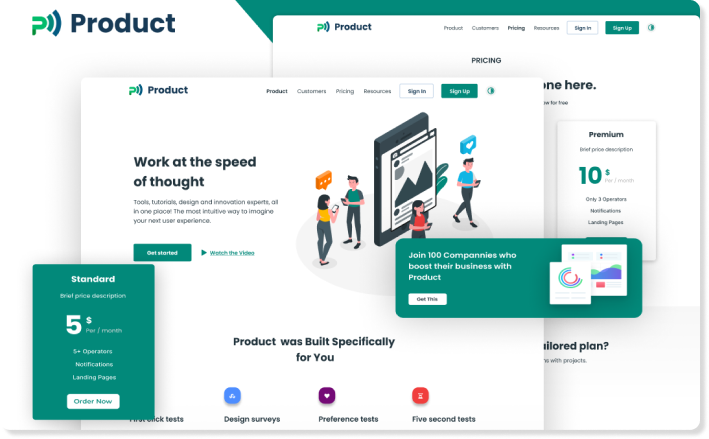 Product
Product
Product Customers Pricing Resources Sign In Sign Up
PRICING
one here.
ow for free
Premium
Brief price description
10 $
Per / month
Only 3 Operators
Notifications
Landing Pages
Product
Product Customers Pricing Resources Sign In Sign Up
Work at the speed
of thought
Tools, tutorials, design and innovation experts, all
in one place! The most intuitive way to imagine
your next user experience.
Get started Watch the Video
Join 100 Compannies who
boost their business with
Product
Get This
Standard
Brief price description
5 $
Per / month
5+ Operators
Notifications
Landing Pages
Order Now
Product was Built Specifically
for You
First click tests Design surveys Preference tests Five second tests
ailored plan?
ns with projects.